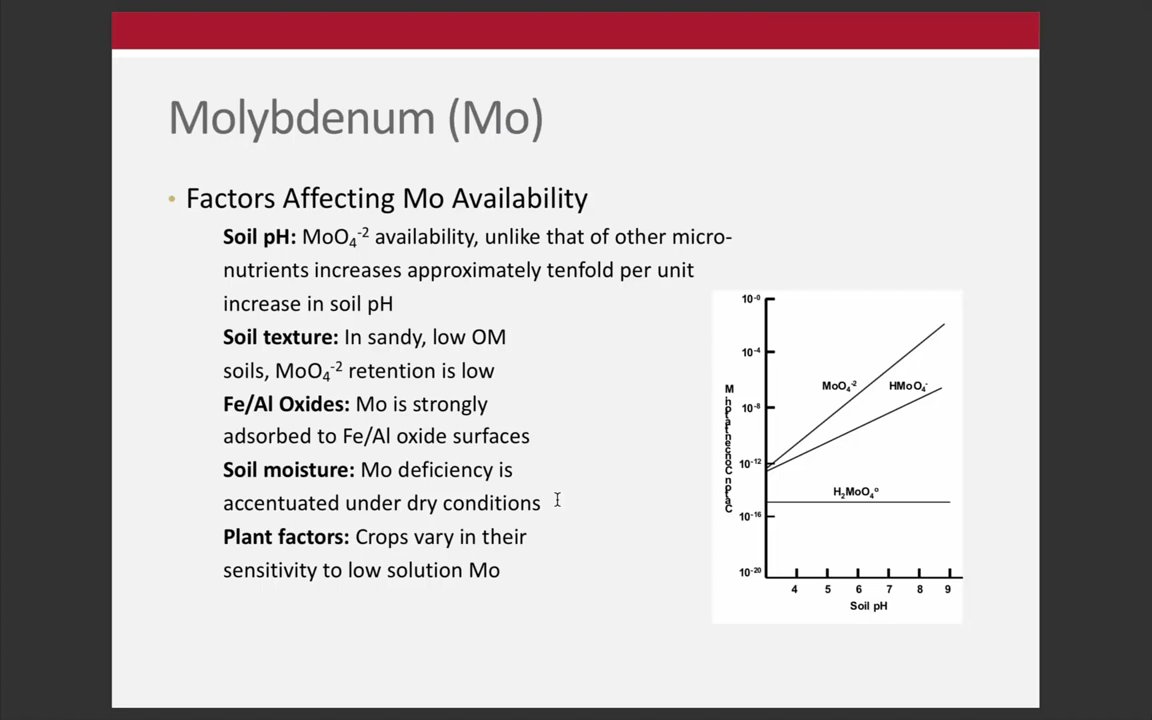 Molybdenum (Mo)
• Factors Affecting Mo Availability
Soil pH: MoO₄⁻² availability, unlike that of other micro-
nutrients increases approximately tenfold per unit
increase in soil pH
Soil texture: In sandy, low OM
soils, MoO₄⁻² retention is low
Fe/Al Oxides: Mo is strongly
adsorbed to Fe/Al oxide surfaces
Soil moisture: Mo deficiency is
accentuated under dry conditions
Plant factors: Crops vary in their
sensitivity to low solution Mo
10⁻⁰
10⁻⁴
MoO₄⁻² HMoO₄⁻
10⁻⁸
10⁻¹²
H₂MoO₄°
10⁻¹⁶
10⁻²⁰
4 5 6 7 8 9
Soil pH